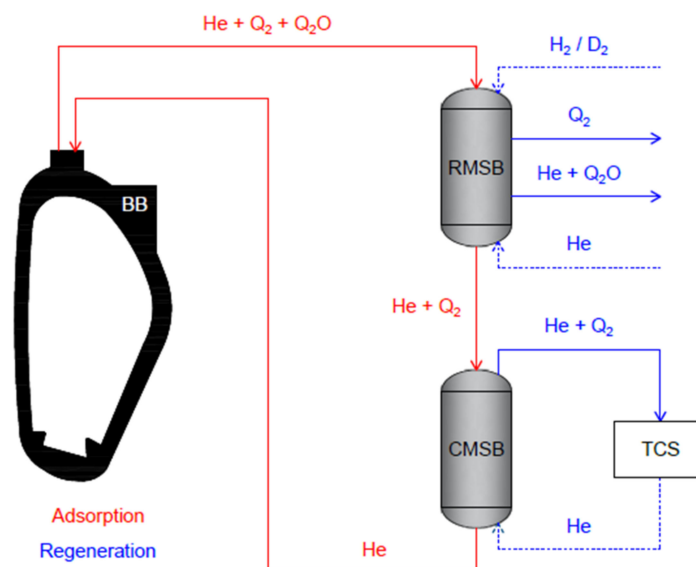 He + Q₂ + Q₂O
H₂ / D₂
Q₂
RMSB
He + Q₂O
BB
He
He + Q₂
He + Q₂
CMSB
TCS
He
Adsorption
Regeneration
He